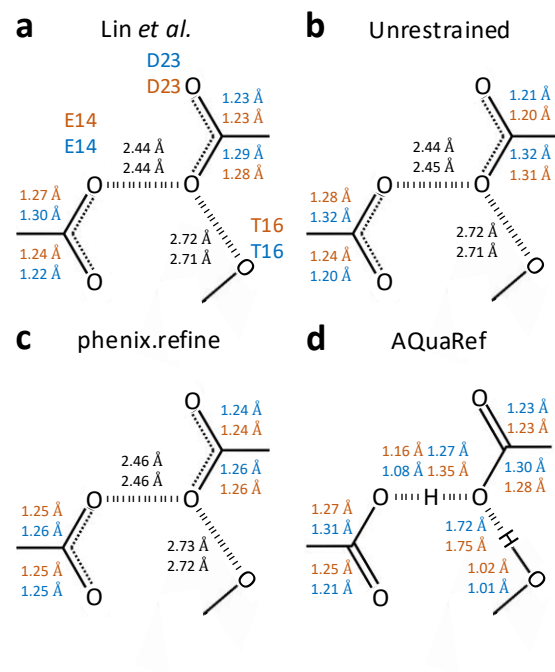 a Lin et al.
D23
D23
O
1.23 Å
1.23 Å
E14
E14
2.44 Å
2.44 Å
1.29 Å
1.28 Å
1.27 Å
1.30 Å
O
O
T16
T16
2.72 Å
2.71 Å
1.24 Å
1.22 Å
O
O
b Unrestrained
O
1.21 Å
1.20 Å
2.44 Å
2.45 Å
1.32 Å
1.31 Å
1.28 Å
1.32 Å
O
O
2.72 Å
2.71 Å
1.24 Å
1.20 Å
O
O
c phenix.refine
O
1.24 Å
1.24 Å
2.46 Å
2.46 Å
1.26 Å
1.26 Å
1.25 Å
1.26 Å
O
O
2.73 Å
2.72 Å
1.25 Å
1.25 Å
O
O
d AQuaRef
O
1.23 Å
1.23 Å
1.16 Å 1.27 Å
1.08 Å 1.35 Å
1.30 Å
1.28 Å
1.27 Å
1.31 Å
O H O
1.72 Å
1.75 Å
H
1.25 Å
1.21 Å
1.02 Å
1.01 Å
O
O